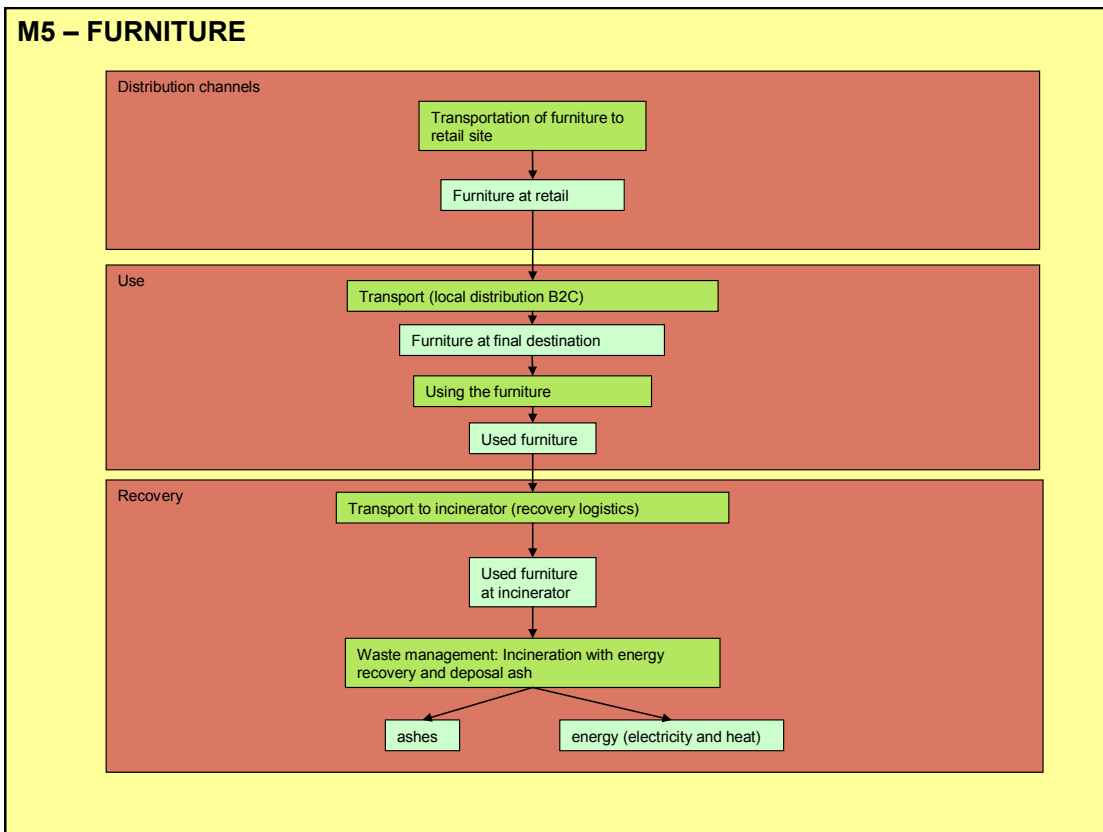 M5 – FURNITURE
Distribution channels
Transportation of furniture to
retail site
Furniture at retail
Use
Transport (local distribution B2C)
Furniture at final destination
Using the furniture
Used furniture
Recovery
Transport to incinerator (recovery logistics)
Used furniture
at incinerator
Waste management: Incineration with energy
recovery and deposal ash
ashes
energy (electricity and heat)